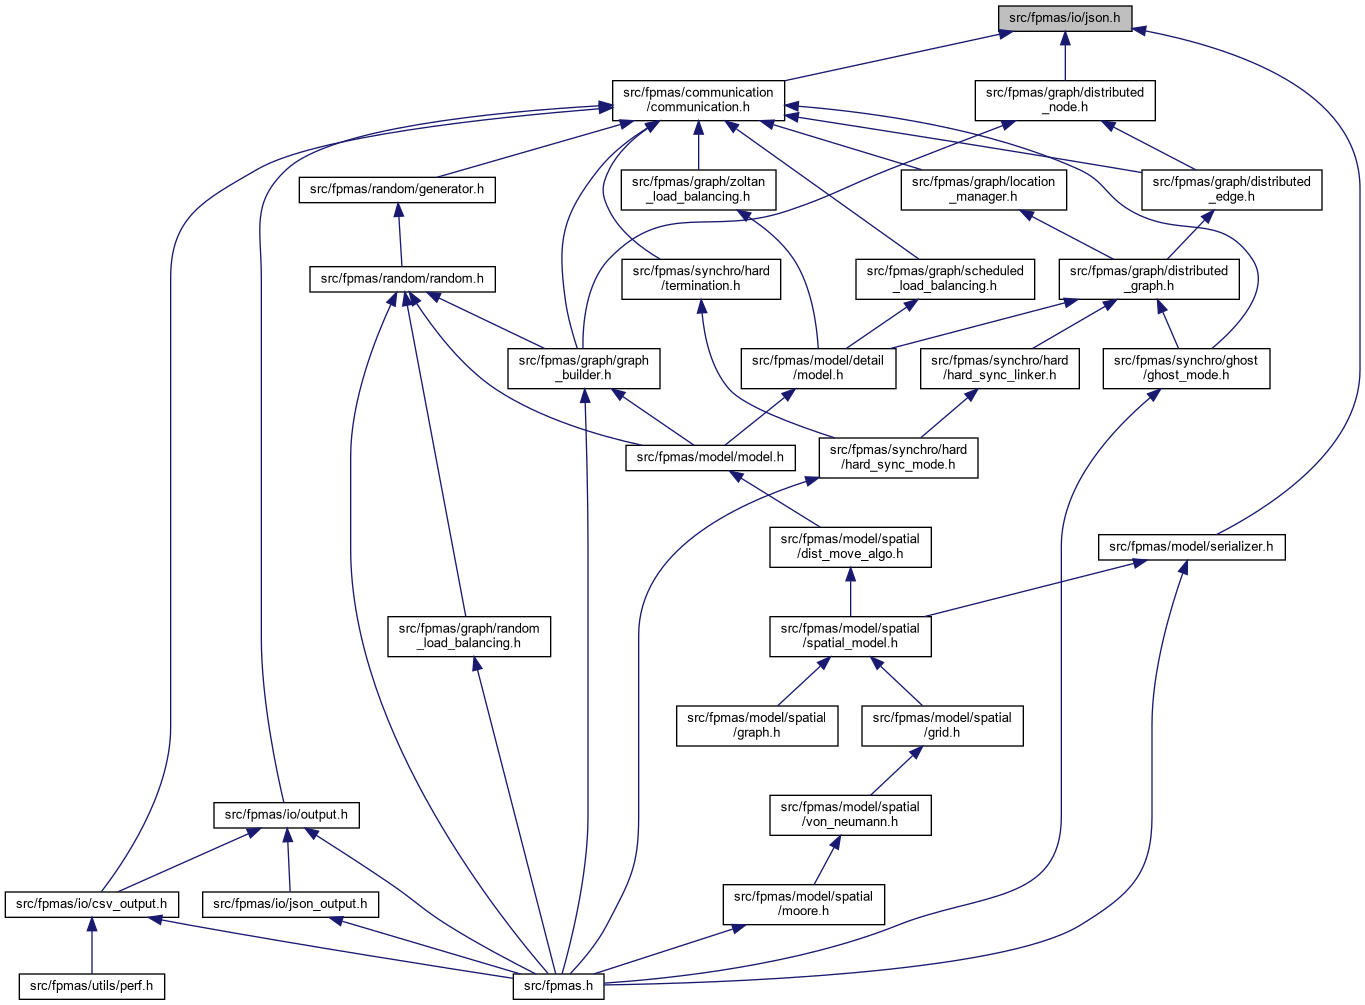 src/fpmas/io/json.h
src/fpmas/communication
/communication.h
src/fpmas/graph/distributed
_node.h
src/fpmas/random/generator.h
src/fpmas/graph/zoltan
_load_balancing.h
src/fpmas/graph/location
_manager.h
src/fpmas/graph/distributed
_edge.h
src/fpmas/random/random.h
src/fpmas/synchro/hard
/termination.h
src/fpmas/graph/scheduled
_load_balancing.h
src/fpmas/graph/distributed
_graph.h
src/fpmas/graph/graph
_builder.h
src/fpmas/model/detail
/model.h
src/fpmas/synchro/hard
/hard_sync_linker.h
src/fpmas/synchro/ghost
/ghost_mode.h
src/fpmas/model/model.h
src/fpmas/synchro/hard
/hard_sync_mode.h
src/fpmas/model/spatial
/dist_move_algo.h
src/fpmas/model/serializer.h
src/fpmas/graph/random
_load_balancing.h
src/fpmas/model/spatial
/spatial_model.h
src/fpmas/model/spatial
/graph.h
src/fpmas/model/spatial
/grid.h
src/fpmas/io/output.h
src/fpmas/model/spatial
/von_neumann.h
src/fpmas/io/csv_output.h
src/fpmas/io/json_output.h
src/fpmas/model/spatial
/moore.h
src/fpmas/utils/perf.h
src/fpmas.h